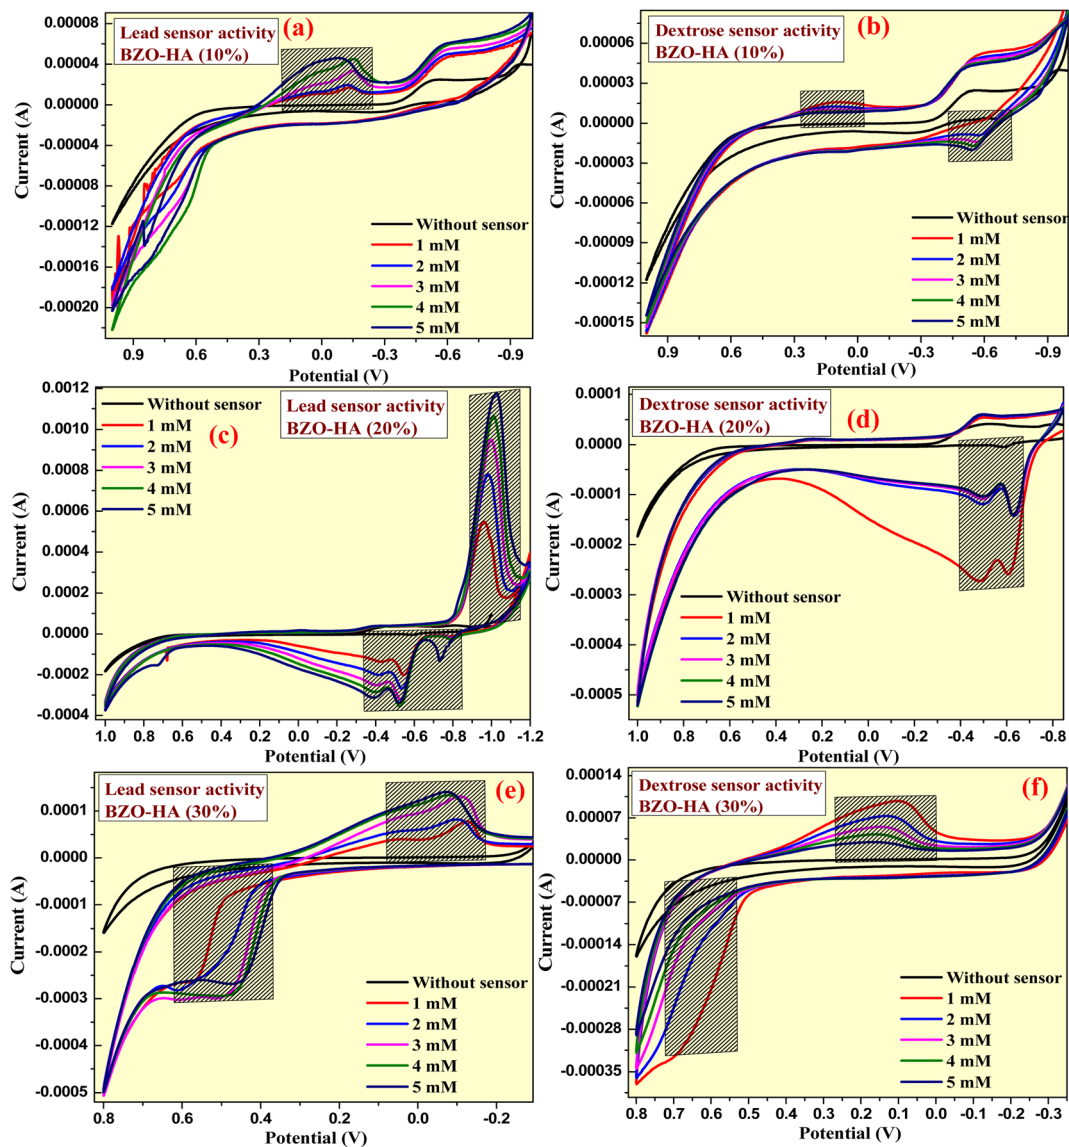 Lead sensor activity
BZO-HA (10%)
(a)
0.00008
0.00004
0.00000
-0.00004
-0.00008
-0.00012
-0.00016
-0.00020
Current (A)
Without sensor
1 mM
2 mM
3 mM
4 mM
5 mM
0.9 0.6 0.3 0.0 -0.3 -0.6 -0.9
Potential (V)
Dextrose sensor activity
BZO-HA (10%)
(b)
0.00006
0.00003
0.00000
-0.00003
-0.00006
-0.00009
-0.00012
-0.00015
Current (A)
Without sensor
1 mM
2 mM
3 mM
4 mM
5 mM
0.9 0.6 0.3 0.0 -0.3 -0.6 -0.9
Potential (V)
Lead sensor activity
BZO-HA (20%)
(c)
0.0012
0.0010
0.0008
0.0006
0.0004
0.0002
0.0000
-0.0002
-0.0004
Current (A)
Without sensor
1 mM
2 mM
3 mM
4 mM
5 mM
1.0 0.8 0.6 0.4 0.2 0.0 -0.2 -0.4 -0.6 -0.8 -1.0 -1.2
Potential (V)
Dextrose sensor activity
BZO-HA (20%)
(d)
0.0001
0.0000
-0.0001
-0.0002
-0.0003
-0.0004
-0.0005
Current (A)
Without sensor
1 mM
2 mM
3 mM
4 mM
5 mM
1.0 0.8 0.6 0.4 0.2 0.0 -0.2 -0.4 -0.6 -0.8
Potential (V)
Lead sensor activity
BZO-HA (30%)
(e)
0.0001
0.0000
-0.0001
-0.0002
-0.0003
-0.0004
-0.0005
Current (A)
Without sensor
1 mM
2 mM
3 mM
4 mM
5 mM
0.8 0.6 0.4 0.2 0.0 -0.2
Potential (V)
Dextrose sensor activity
BZO-HA (30%)
(f)
0.00014
0.00007
0.00000
-0.00007
-0.00014
-0.00021
-0.00028
-0.00035
Current (A)
Without sensor
1 mM
2 mM
3 mM
4 mM
5 mM
0.8 0.7 0.6 0.5 0.4 0.3 0.2 0.1 0.0 -0.1 -0.2 -0.3
Potential (V)